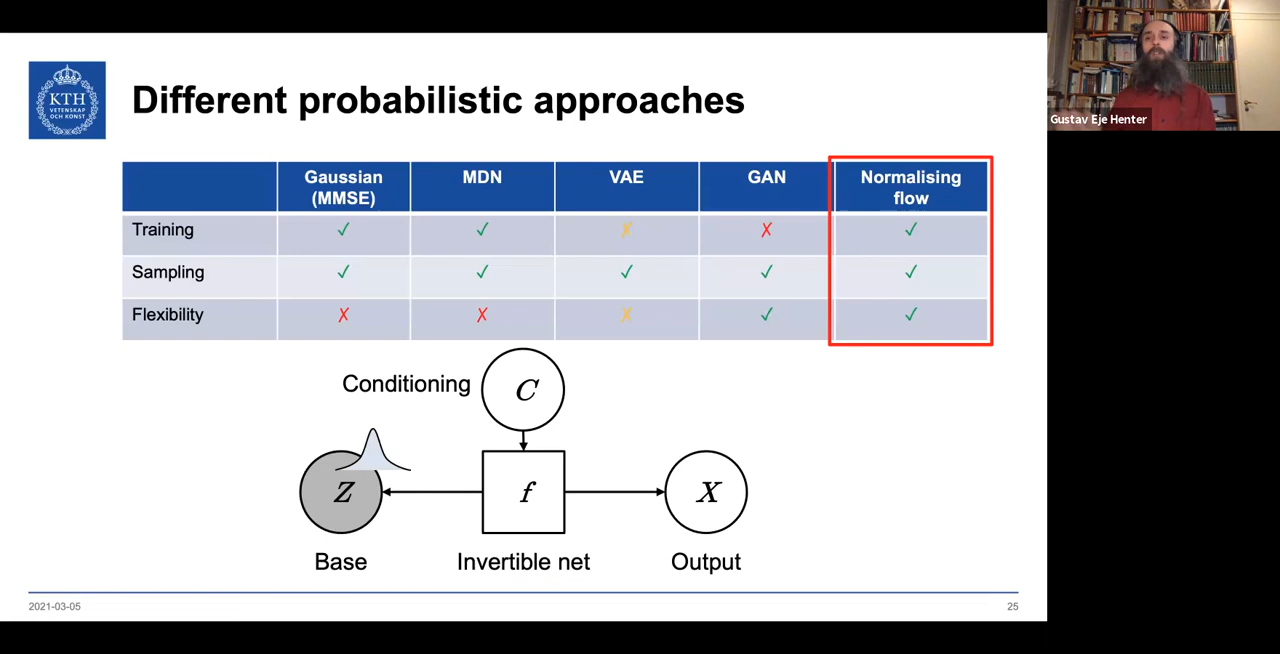 KTH
VETENSKAP
OCH KONST
Different probabilistic approaches
Gaussian (MMSE) MDN VAE GAN Normalising flow
Training ✓ ✓ ✗ ✗ ✓
Sampling ✓ ✓ ✓ ✓ ✓
Flexibility ✗ ✗ ✗ ✓ ✓
Conditioning C
Z f X
Base Invertible net Output
2021-03-05 25
Gustav Eje Henter